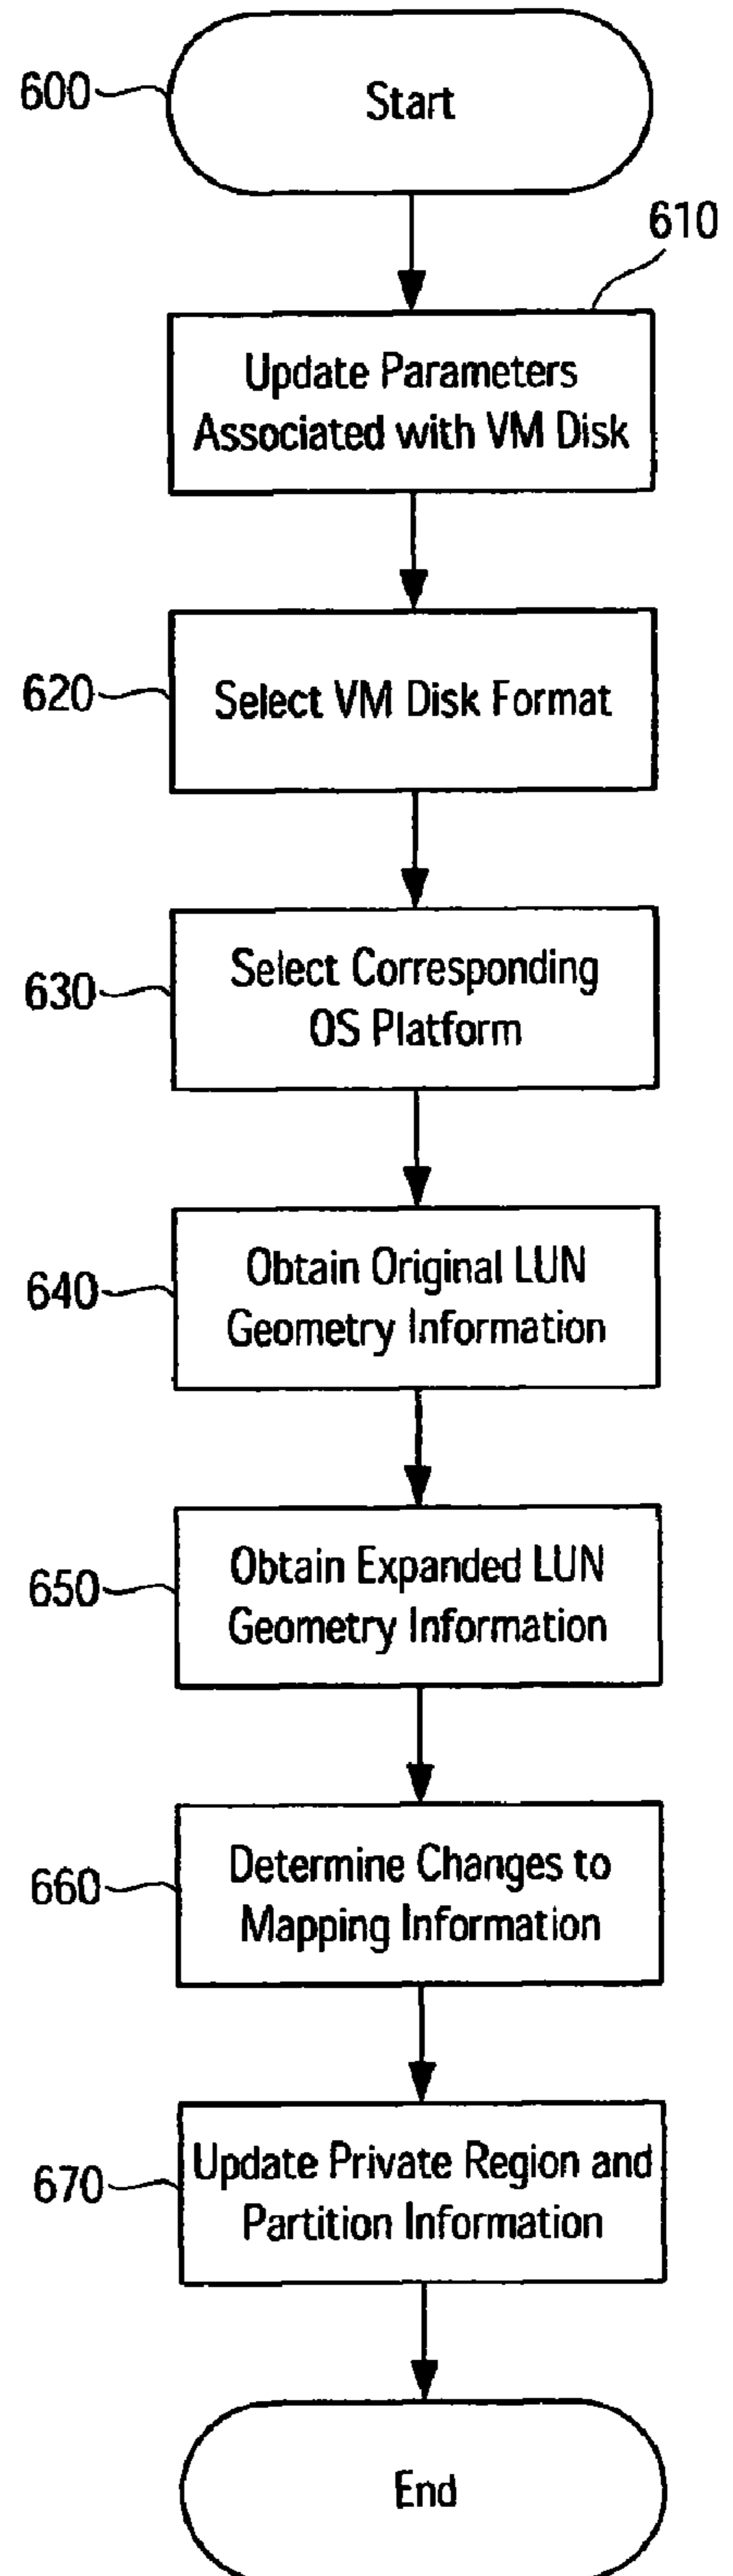 600
Start
610
Update Parameters
Associated with VM Disk
620
Select VM Disk Format
630
Select Corresponding
OS Platform
640
Obtain Original LUN
Geometry Information
650
Obtain Expanded LUN
Geometry Information
660
Determine Changes to
Mapping Information
670
Update Private Region and
Partition Information
End